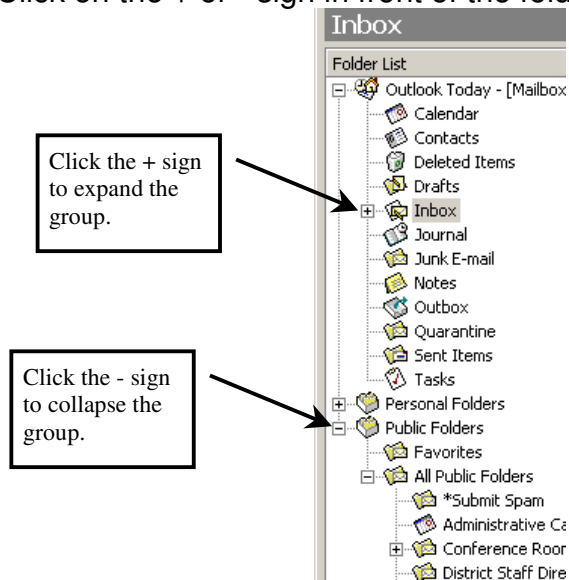 Click on the + or - sign in front of the fold
Inbox
Folder List
Outlook Today - [Mailbox
Calendar
Contacts
Deleted Items
Drafts
Inbox
Journal
Junk E-mail
Notes
Outbox
Quarantine
Sent Items
Tasks
Personal Folders
Public Folders
Favorites
All Public Folders
*Submit Spam
Administrative Ca
Conference Roor
District Staff Dire
Click the + sign
to expand the
group.
Click the - sign
to collapse the
group.